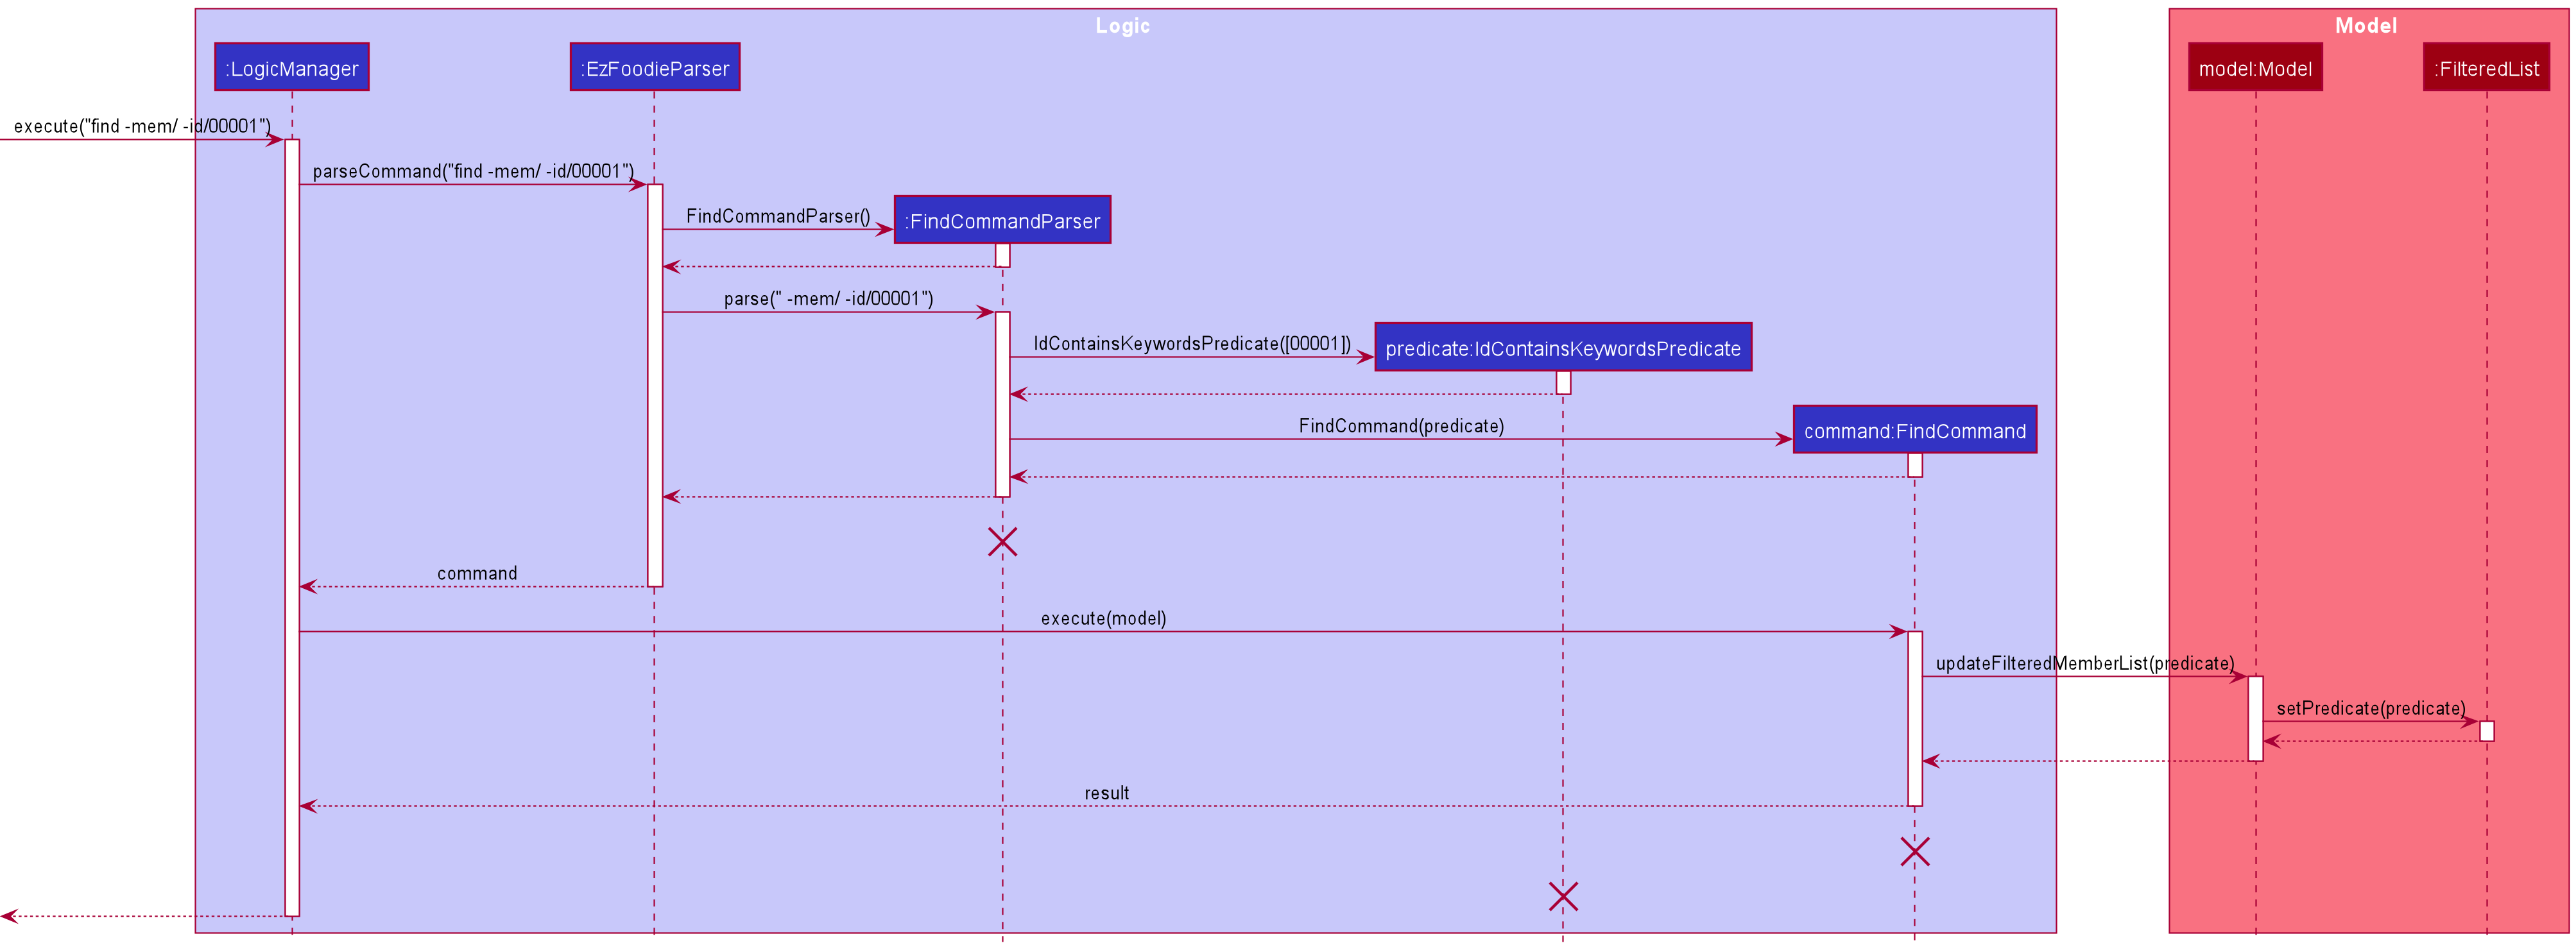 Logic
Model
:LogicManager
:EzFoodieParser
model:Model
:FilteredList
execute("find -mem/ -id/00001")
parseCommand("find -mem/ -id/00001")
FindCommandParser()
:FindCommandParser
parse(" -mem/ -id/00001")
IdContainsKeywordsPredicate([00001])
predicate:IdContainsKeywordsPredicate
FindCommand(predicate)
command:FindCommand
command
execute(model)
updateFilteredMemberList(predicate)
setPredicate(predicate)
result